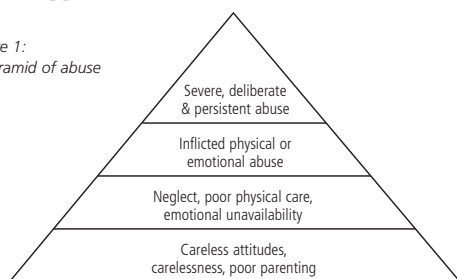 e 1:
ramid of abuse
Severe, deliberate
& persistent abuse
Inflicted physical or
emotional abuse
Neglect, poor physical care,
emotional unavailability
Careless attitudes,
carelessness, poor parenting